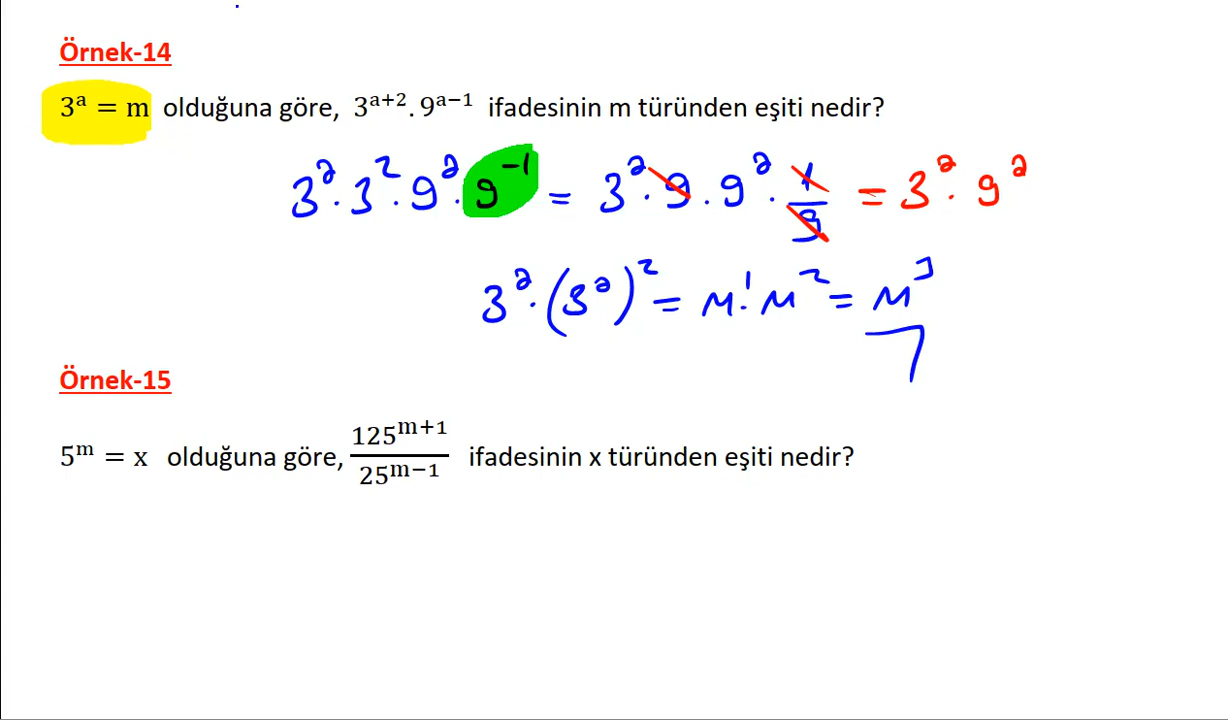 Örnek-14
3ᵃ = m olduğuna göre, 3ᵃ⁺².9ᵃ⁻¹ ifadesinin m türünden eşiti nedir?
3ᵃ.3².9ᵃ.9⁻¹ = 3ᵃ.9.9ᵃ.1/9 = 3ᵃ.9ᵃ
3ᵃ.(3ᵃ)² = m¹.m² = m³
Örnek-15
5ᵐ = x olduğuna göre, 125ᵐ⁺¹/25ᵐ⁻¹ ifadesinin x türünden eşiti nedir?